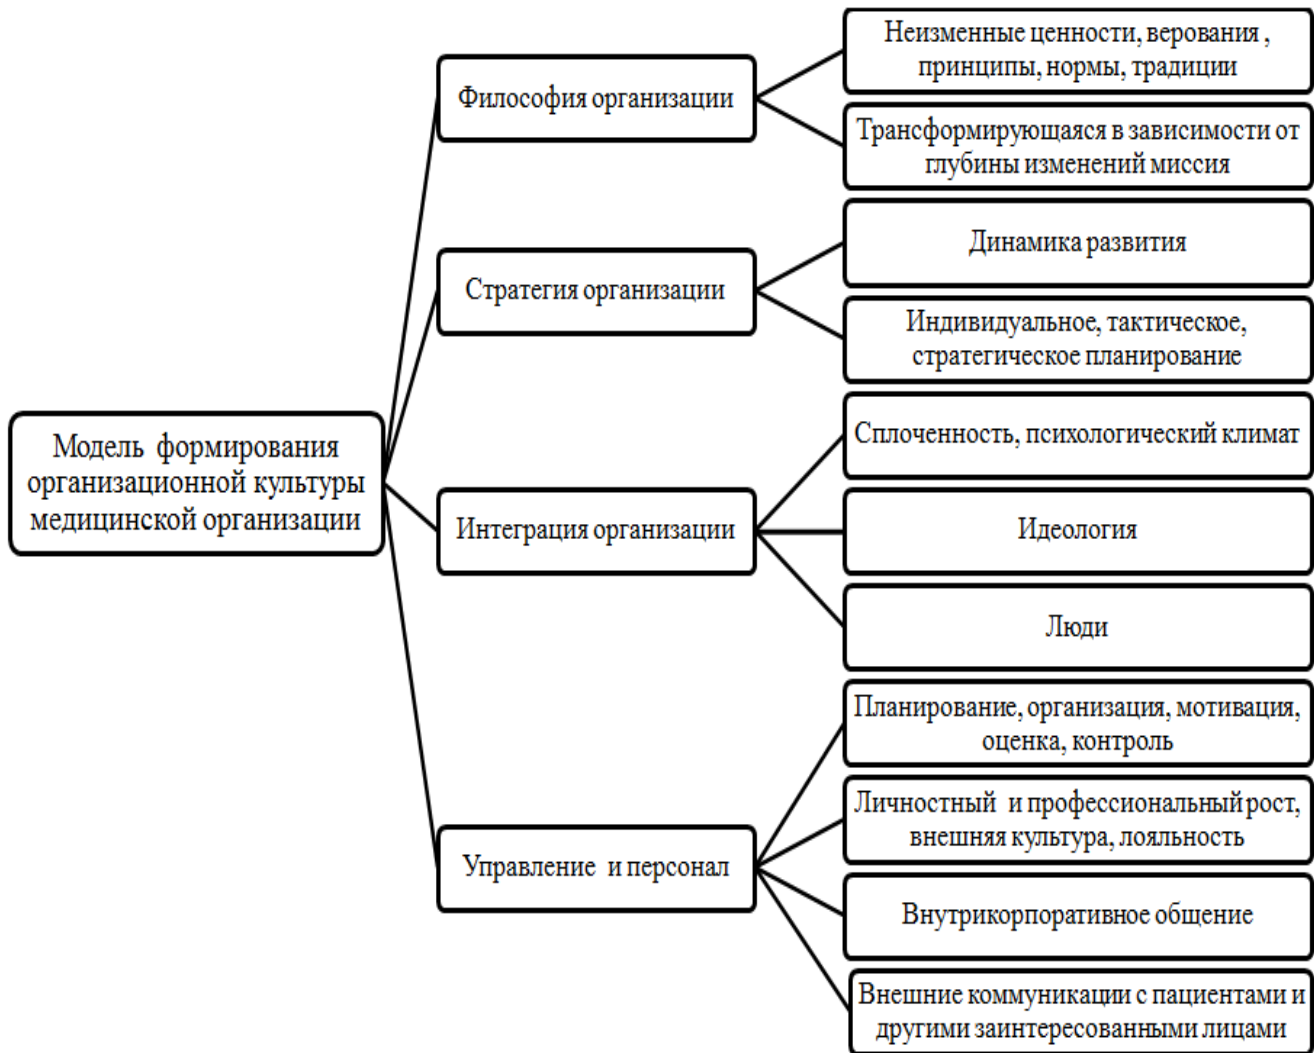 Модель формирования
организационной культуры
медицинской организации
Философия организации
Неизменные ценности, верования ,
принципы, нормы, традиции
Трансформирующаяся в зависимости от
глубины изменений миссия
Стратегия организации
Динамика развития
Индивидуальное, тактическое,
стратегическое планирование
Интеграция организации
Сплоченность, психологический климат
Идеология
Люди
Управление и персонал
Планирование, организация, мотивация,
оценка, контроль
Личностный и профессиональный рост,
внешняя культура, лояльность
Внутрикорпоративное общение
Внешние коммуникации с пациентами и
другими заинтересованными лицами